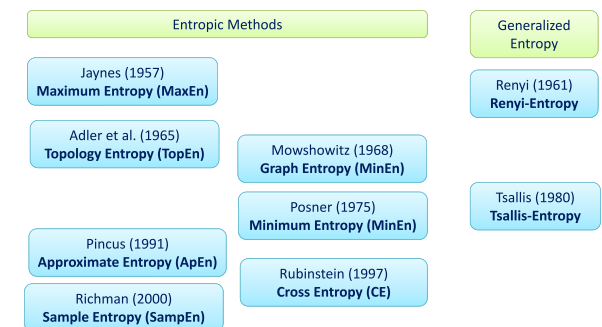 Entropic Methods
Generalized
Entropy
Jaynes (1957)
Maximum Entropy (MaxEn)
Renyi (1961)
Renyi-Entropy
Adler et al. (1965)
Topology Entropy (TopEn)
Mowshowitz (1968)
Graph Entropy (MinEn)
Posner (1975)
Minimum Entropy (MinEn)
Tsallis (1980)
Tsallis-Entropy
Pincus (1991)
Approximate Entropy (ApEn)
Rubinstein (1997)
Cross Entropy (CE)
Richman (2000)
Sample Entropy (SampEn)